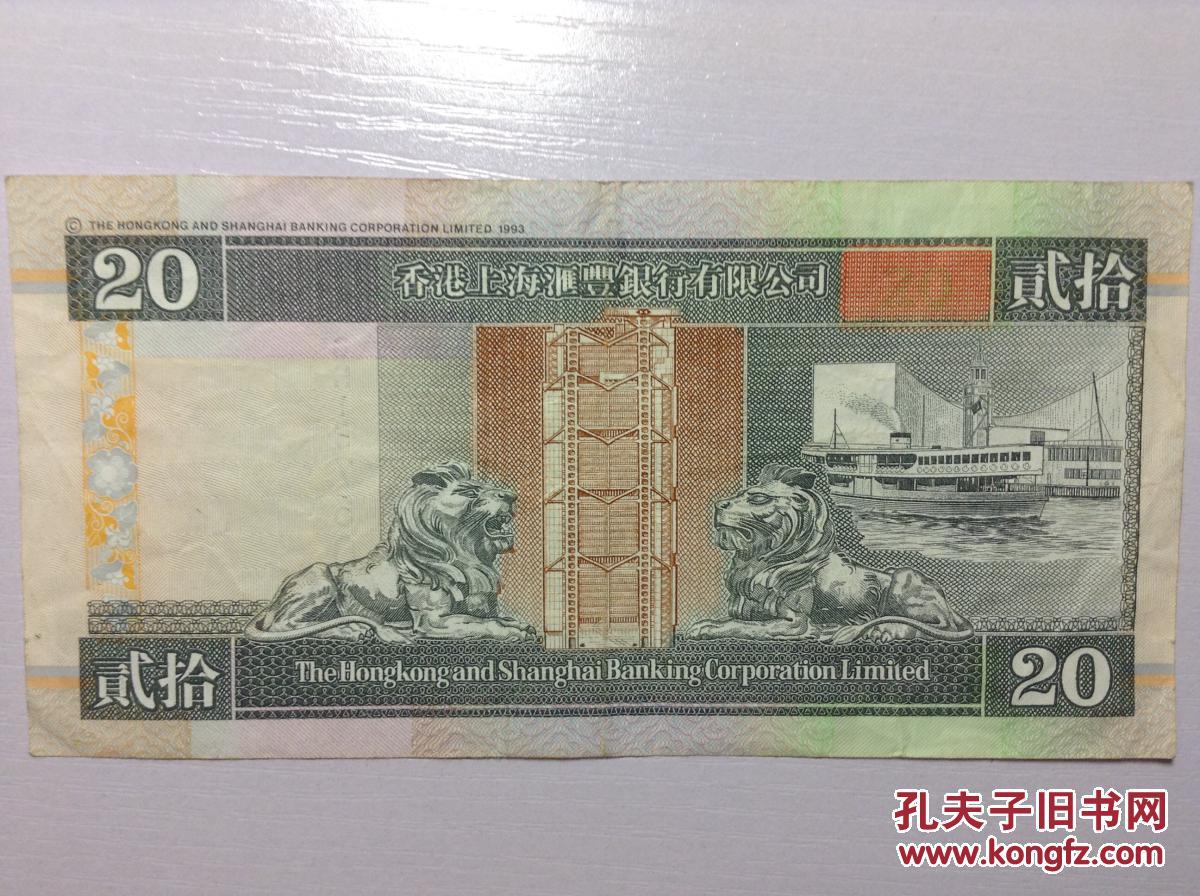 © THE HONGKONG AND SHANGHAI BANKING CORPORATION LIMITED 1993
20 香港上海滙豐銀行有限公司 20 貳拾
貳拾 The Hongkong and Shanghai Banking Corporation Limited 20
孔夫子旧书网
www.kongfz.com